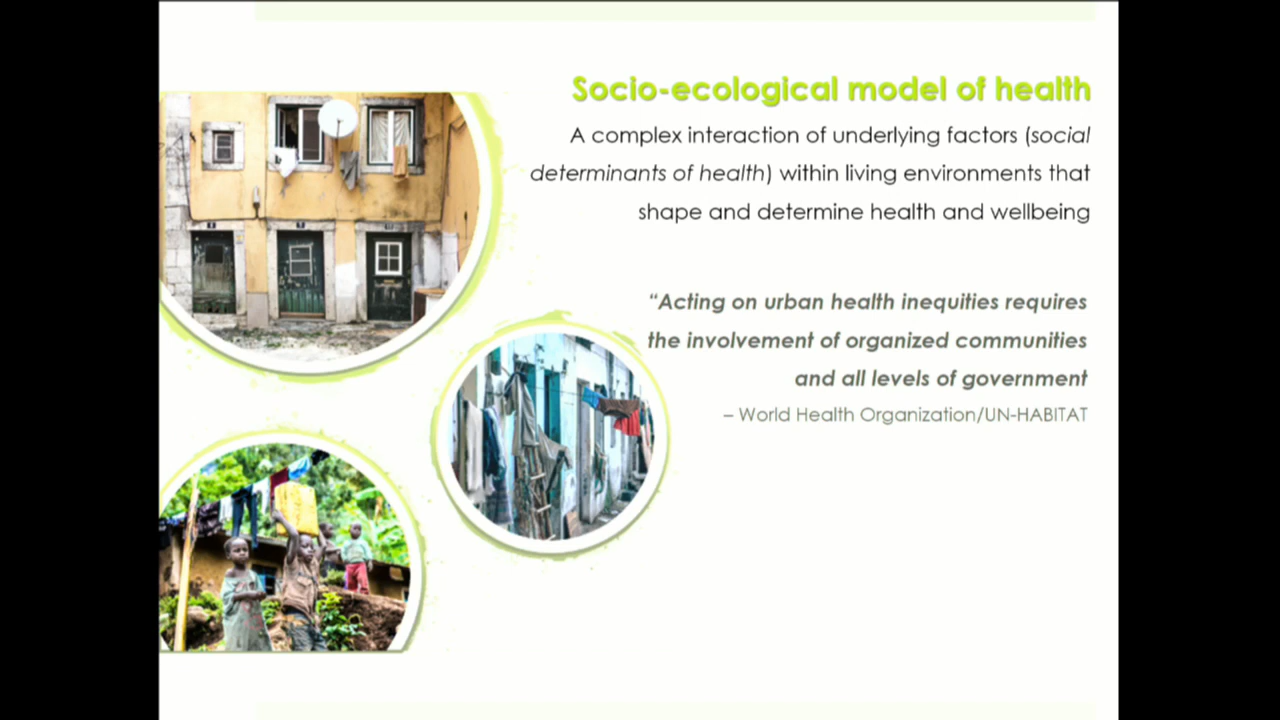 Socio-ecological model of health
A complex interaction of underlying factors (social
determinants of health) within living environments that
shape and determine health and wellbeing
“Acting on urban health inequities requires
the involvement of organized communities
and all levels of government
– World Health Organization/UN-HABITAT